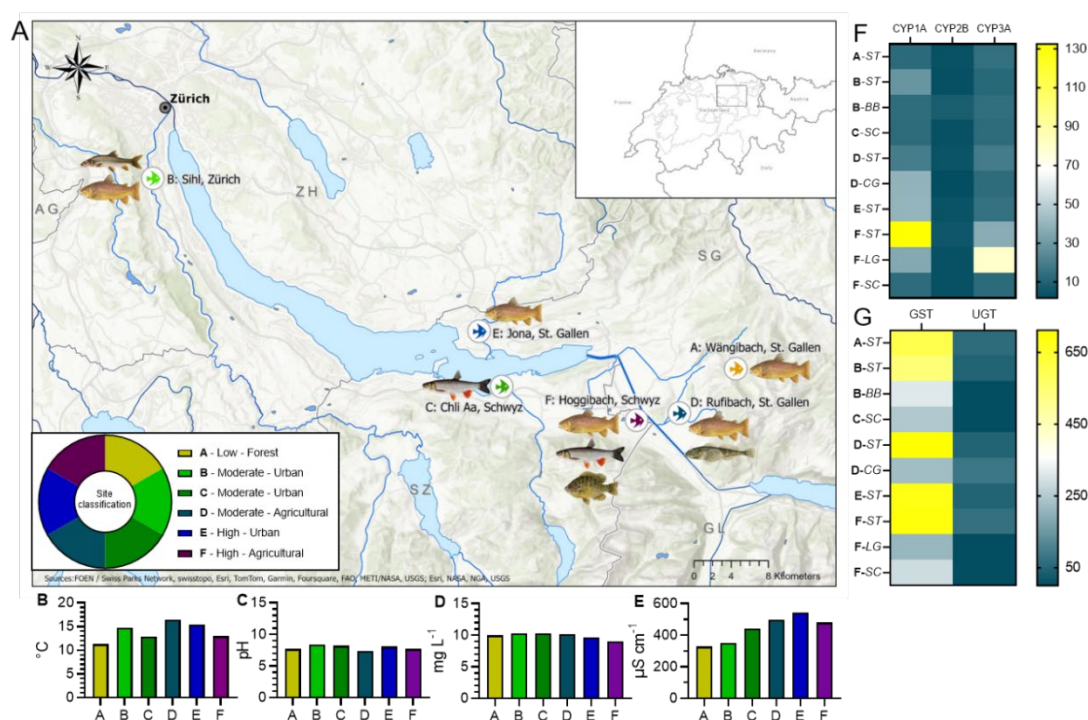 A
N
W
E
S
Zürich
B: Sihl, Zürich
ZH
AG
SG
E: Jona, St. Gallen
A: Wängibach, St. Gallen
C: Chli Aa, Schwyz
F: Hoggibach, Schwyz
D: Rufibach, St. Gallen
SZ
GL
Germany
France
Switzerland
Austria
Italy
Site
classification
A - Low - Forest
B - Moderate - Urban
C - Moderate - Urban
D - Moderate - Agricultural
E - High - Urban
F - High - Agricultural
0 2 4 8 Kilometers
Sources: FOEN / Swiss Parks Network, swisstopo, Esri, TomTom, Garmin, Foursquare, FAO, METI/NASA, USGS; Esri, NASA, NGA, USGS
B
°C
20
15
10
5
0
A B C D E F
C
pH
15
10
5
0
A B C D E F
D
mg L-1
15
10
5
0
A B C D E F
E
µS cm-1
600
400
200
0
A B C D E F
F
CYP1A CYP2B CYP3A
A-ST
B-ST
B-BB
C-SC
D-ST
D-CG
E-ST
F-ST
F-LG
F-SC
130
110
90
70
50
30
10
G
GST UGT
A-ST
B-ST
B-BB
C-SC
D-ST
D-CG
E-ST
F-ST
F-LG
F-SC
650
450
250
50